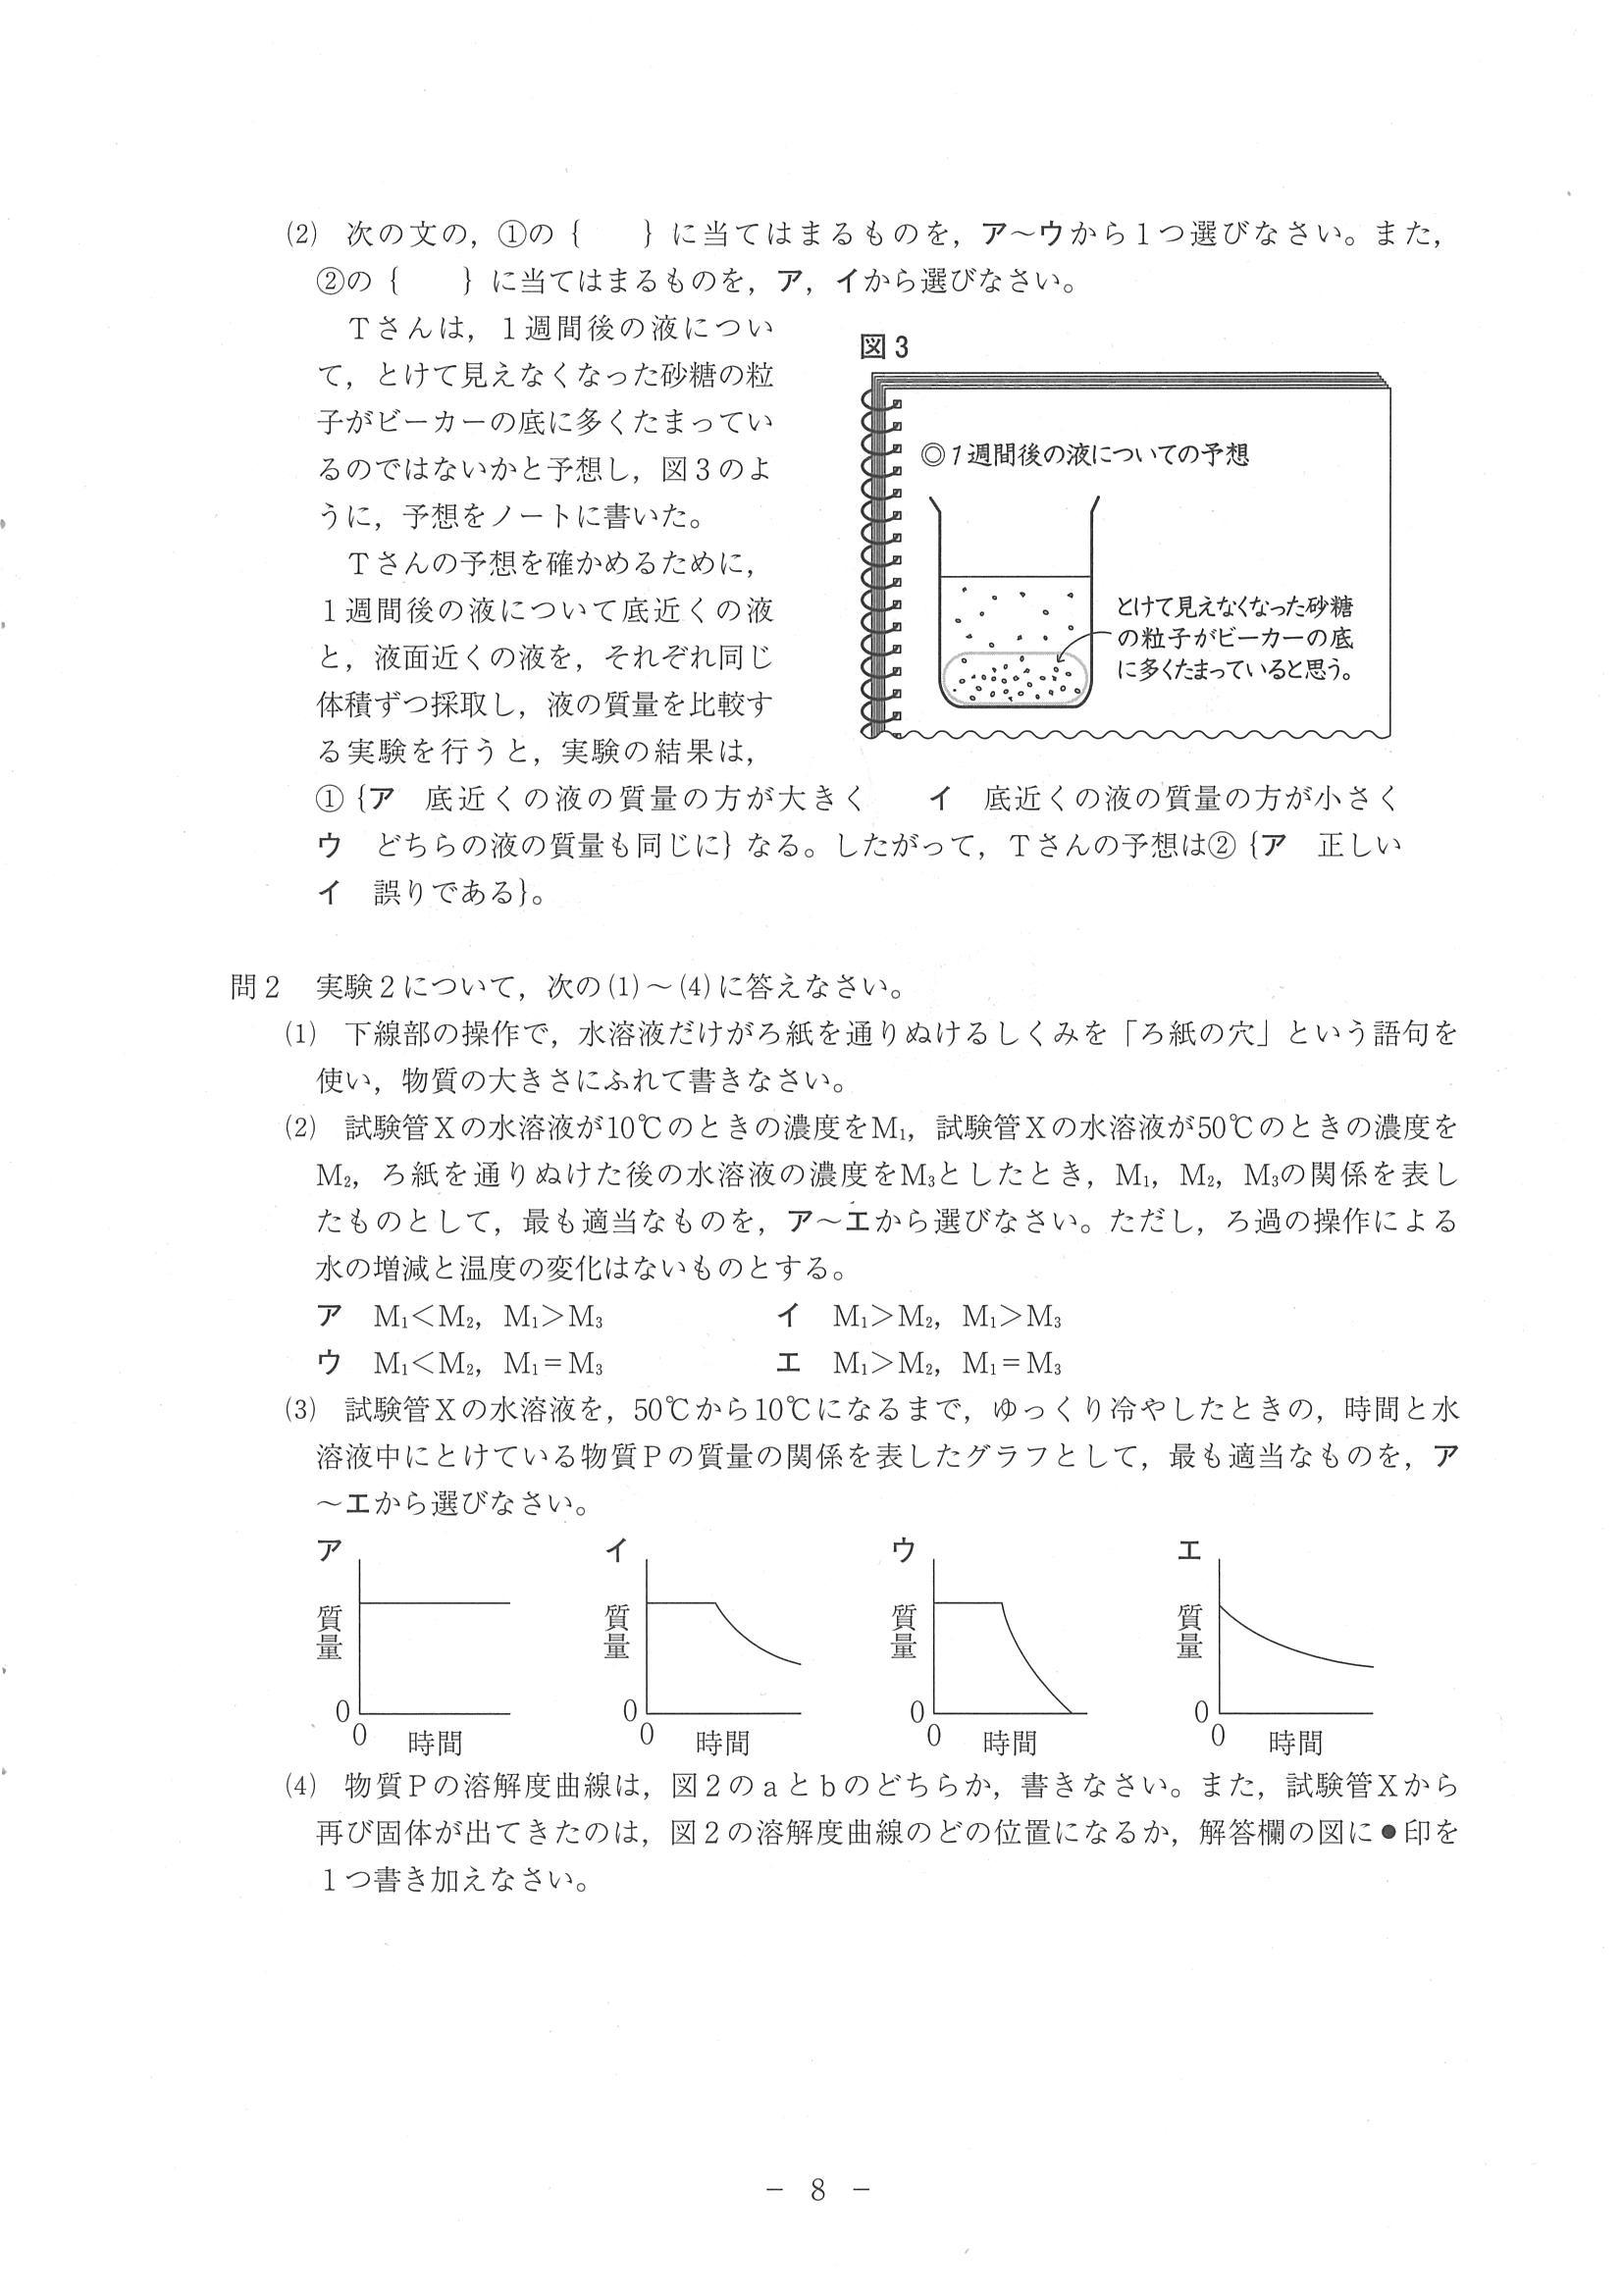 (2) 次の文の，①の｛　　｝に当てはまるものを，ア～ウから１つ選びなさい。また，
②の｛　　｝に当てはまるものを，ア，イから選びなさい。
Ｔさんは，１週間後の液につい
て，とけて見えなくなった砂糖の粒
子がビーカーの底に多くたまってい
るのではないかと予想し，図３のよ
うに，予想をノートに書いた。
Ｔさんの予想を確かめるために，
１週間後の液について底近くの液
と，液面近くの液を，それぞれ同じ
体積ずつ採取し，液の質量を比較す
る実験を行うと，実験の結果は，
図３
◎１週間後の液についての予想
とけて見えなくなった砂糖
の粒子がビーカーの底
に多くたまっていると思う。
①｛ア　底近くの液の質量の方が大きく　　イ　底近くの液の質量の方が小さく
ウ　どちらの液の質量も同じに｝なる。したがって，Ｔさんの予想は②｛ア　正しい
イ　誤りである｝。
問２　実験２について，次の(1)～(4)に答えなさい。
(1) 下線部の操作で，水溶液だけがろ紙を通りぬけるしくみを「ろ紙の穴」という語句を
使い，物質の大きさにふれて書きなさい。
(2) 試験管Ｘの水溶液が10℃のときの濃度をM₁，試験管Ｘの水溶液が50℃のときの濃度を
M₂，ろ紙を通りぬけた後の水溶液の濃度をM₃としたとき，M₁，M₂，M₃の関係を表し
たものとして，最も適当なものを，ア～エから選びなさい。ただし，ろ過の操作による
水の増減と温度の変化はないものとする。
ア　M₁＜M₂，M₁＞M₃　　イ　M₁＞M₂，M₁＞M₃
ウ　M₁＜M₂，M₁＝M₃　　エ　M₁＞M₂，M₁＝M₃
(3) 試験管Ｘの水溶液を，50℃から10℃になるまで，ゆっくり冷やしたときの，時間と水
溶液中にとけている物質Ｐの質量の関係を表したグラフとして，最も適当なものを，ア
～エから選びなさい。
ア　イ　ウ　エ
質量　質量　質量　質量
0　0　0　0
0　時間　0　時間　0　時間　0　時間
(4) 物質Ｐの溶解度曲線は，図２のａとｂのどちらか，書きなさい。また，試験管Ｘから
再び固体が出てきたのは，図２の溶解度曲線のどの位置になるか，解答欄の図に●印を
１つ書き加えなさい。
－ 8 －